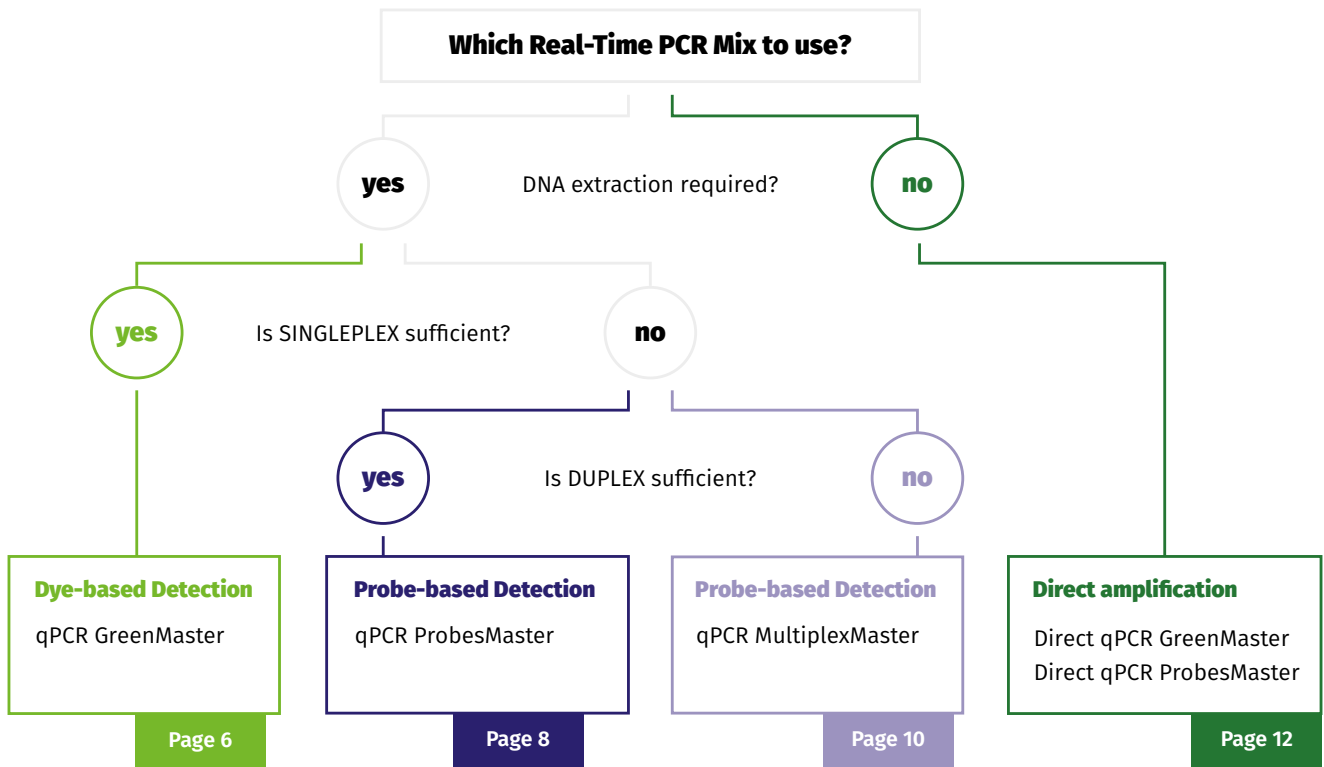 Which Real-Time PCR Mix to use?
yes
DNA extraction required?
no
yes
Is SINGLEPLEX sufficient?
no
yes
Is DUPLEX sufficient?
no
Dye-based Detection
qPCR GreenMaster
Page 6
Probe-based Detection
qPCR ProbesMaster
Page 8
Probe-based Detection
qPCR MultiplexMaster
Page 10
Direct amplification
Direct qPCR GreenMaster
Direct qPCR ProbesMaster
Page 12